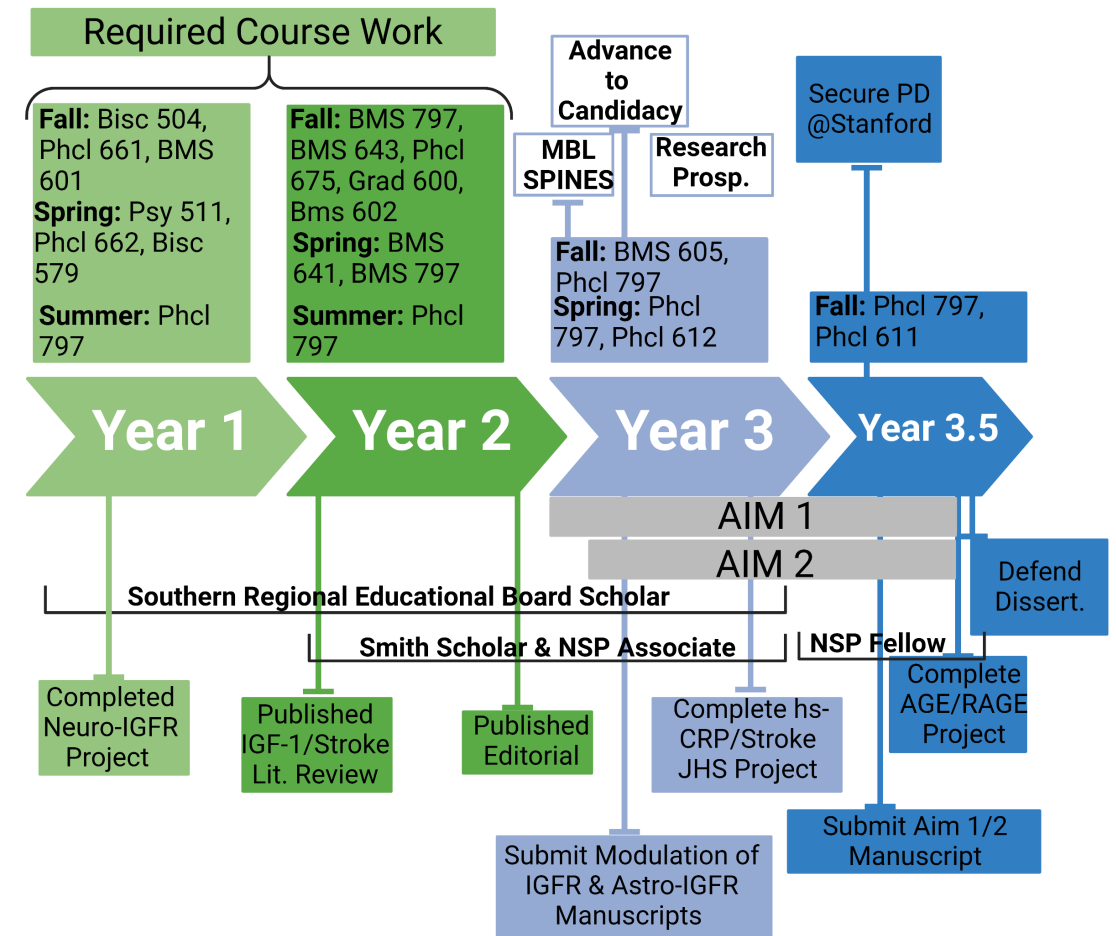 Required Course Work
Fall: Bisc 504,
Phcl 661, BMS
601
Spring: Psy 511,
Phcl 662, Bisc
579
Summer: Phcl
797
Fall: BMS 797,
BMS 643, Phcl
675, Grad 600,
Bms 602
Spring: BMS
641, BMS 797
Summer: Phcl
797
Advance
to
Candidacy
MBL
SPINES
Research
Prosp.
Fall: BMS 605,
Phcl 797
Spring: Phcl
797, Phcl 612
Secure PD
@Stanford
Fall: Phcl 797,
Phcl 611
Year 1
Year 2
Year 3
Year 3.5
AIM 1
AIM 2
Southern Regional Educational Board Scholar
Smith Scholar & NSP Associate
NSP Fellow
Defend
Dissert.
Completed
Neuro-IGFR
Project
Published
IGF-1/Stroke
Lit. Review
Published
Editorial
Complete hs-
CRP/Stroke
JHS Project
Complete
AGE/RAGE
Project
Submit Modulation of
IGFR & Astro-IGFR
Manuscripts
Submit Aim 1/2
Manuscript